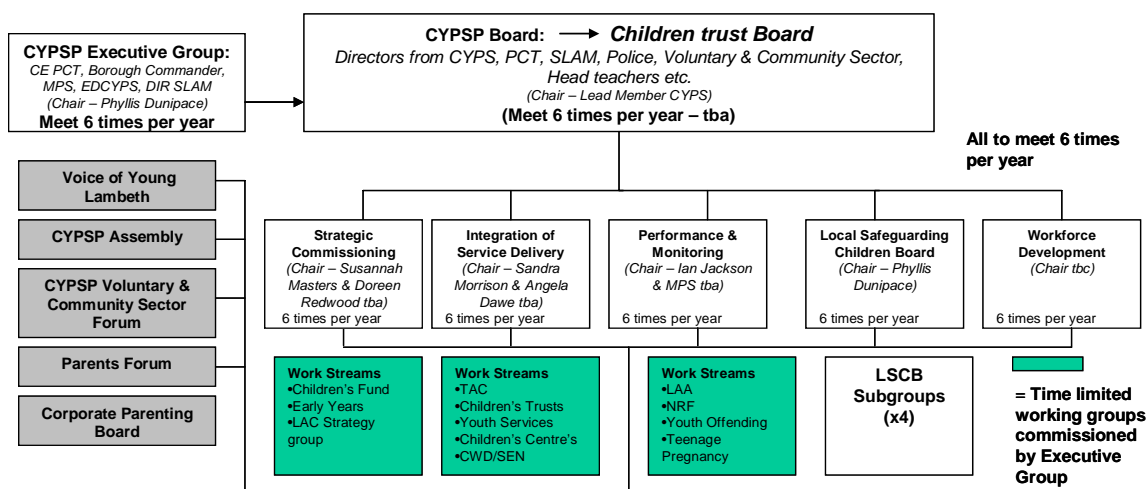 CYPSP Executive Group:
CE PCT, Borough Commander,
MPS, EDCYPS, DIR SLAM
(Chair – Phyllis Dunipace)
Meet 6 times per year
CYPSP Board: Children trust Board
Directors from CYPS, PCT, SLAM, Police, Voluntary & Community Sector,
Head teachers etc.
(Chair – Lead Member CYPS)
(Meet 6 times per year – tba)
All to meet 6 times
per year
Voice of Young
Lambeth
CYPSP Assembly
CYPSP Voluntary &
Community Sector
Forum
Parents Forum
Corporate Parenting
Board
Strategic
Commissioning
(Chair – Susannah
Masters & Doreen
Redwood tba)
6 times per year
Integration of
Service Delivery
(Chair – Sandra
Morrison & Angela
Dawe tba)
6 times per year
Performance &
Monitoring
(Chair – Ian Jackson
& MPS tba)
6 times per year
Local Safeguarding
Children Board
(Chair – Phyllis
Dunipace)
6 times per year
Workforce
Development
(Chair tbc)
6 times per year
Work Streams
•Children's Fund
•Early Years
•LAC Strategy
group
Work Streams
•TAC
•Children's Trusts
•Youth Services
•Children's Centre's
•CWD/SEN
Work Streams
•LAA
•NRF
•Youth Offending
•Teenage
Pregnancy
LSCB
Subgroups
(x4)
= Time limited
working groups
commissioned
by Executive
Group